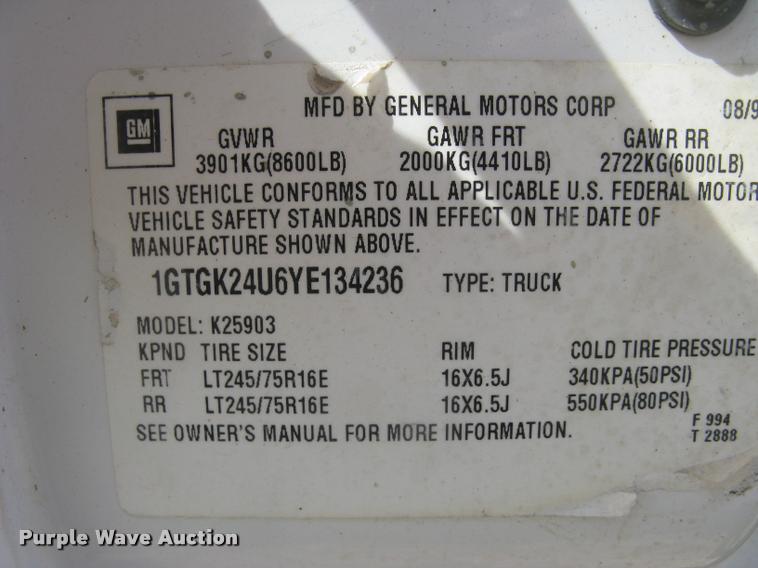 GM
MFD BY GENERAL MOTORS CORP 08/9
GVWR GAWR FRT GAWR RR
3901KG(8600LB) 2000KG(4410LB) 2722KG(6000LB)
THIS VEHICLE CONFORMS TO ALL APPLICABLE U.S. FEDERAL MOTOR
VEHICLE SAFETY STANDARDS IN EFFECT ON THE DATE OF
MANUFACTURE SHOWN ABOVE.
1GTGK24U6YE134236 TYPE: TRUCK
MODEL: K25903
KPND TIRE SIZE RIM COLD TIRE PRESSURE
FRT LT245/75R16E 16X6.5J 340KPA(50PSI)
RR LT245/75R16E 16X6.5J 550KPA(80PSI)
SEE OWNER'S MANUAL FOR MORE INFORMATION.
F 994
T 2888
Purple Wave Auction